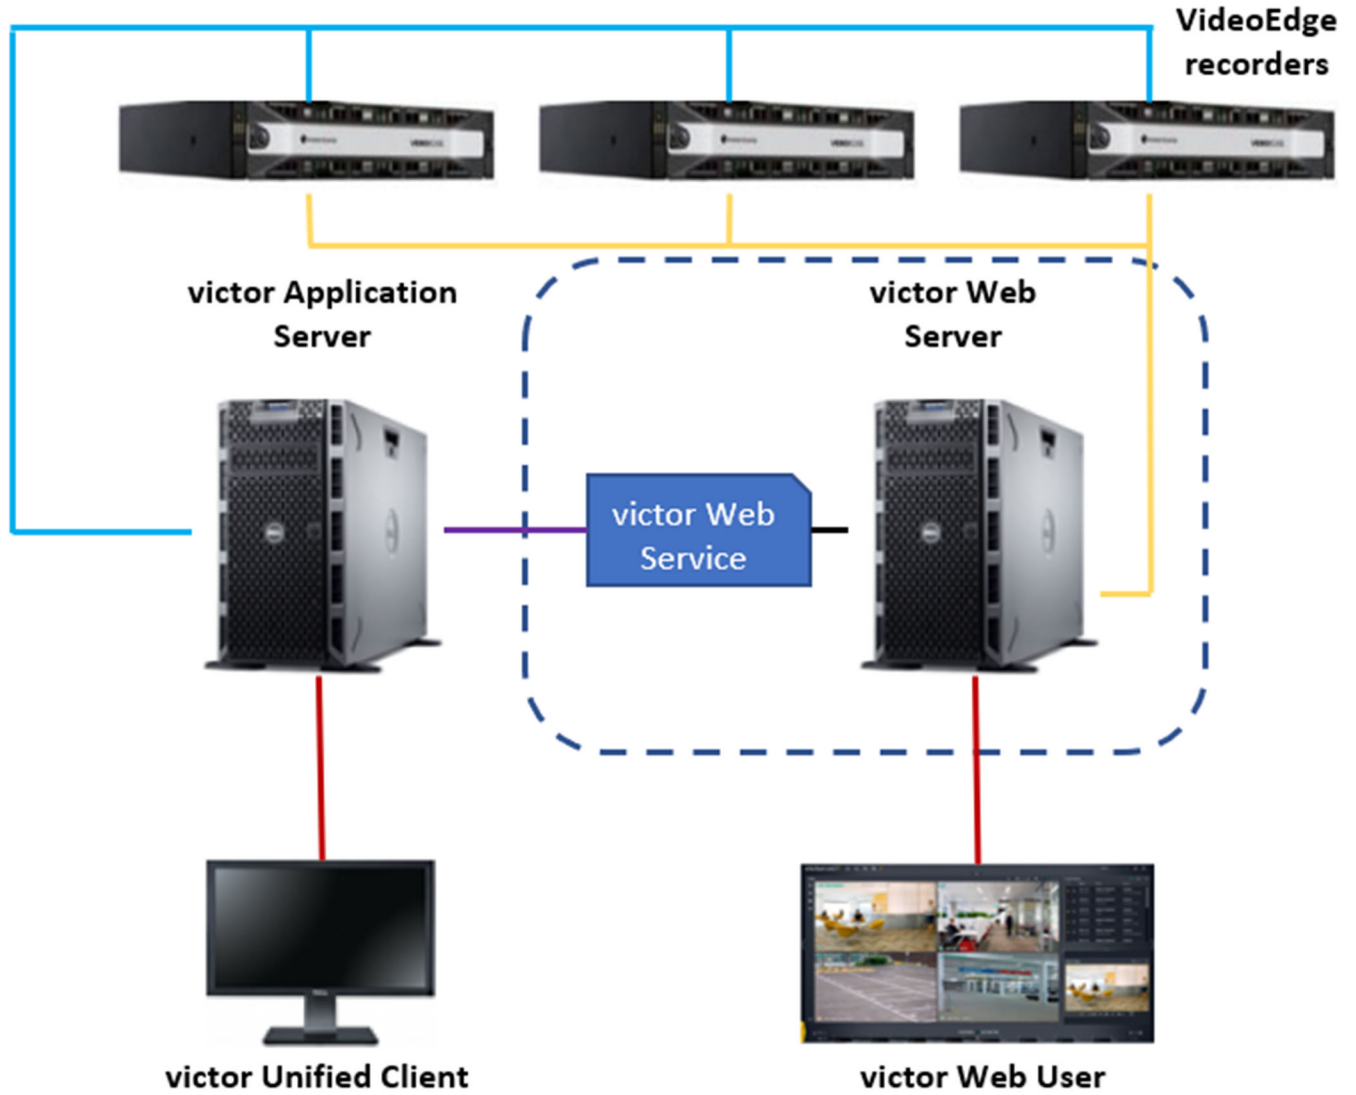 VideoEdge
recorders
victor Application
Server
victor Web
Server
victor Web
Service
victor Unified Client
victor Web User